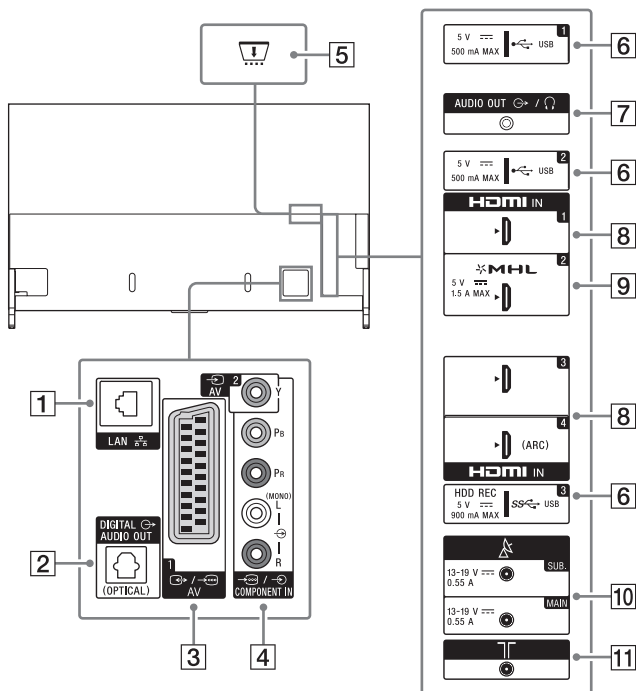 5
5 V
500 mA MAX
USB
1
6
AUDIO OUT /
7
5 V
500 mA MAX
USB
2
6
HDMI IN
1
8
MHL
2
5 V
1.5 A MAX
9
3
8
4
(ARC)
HDMI IN
HDD REC
5 V
900 mA MAX
SS
USB
3
6
SUB.
13-19 V
0.55 A
10
MAIN
13-19 V
0.55 A
11
1
LAN
2
DIGITAL
AUDIO OUT
(OPTICAL)
AV
2
Y
PB
PR
(MONO)
L
R
1
/
AV
3
/
COMPONENT IN
4